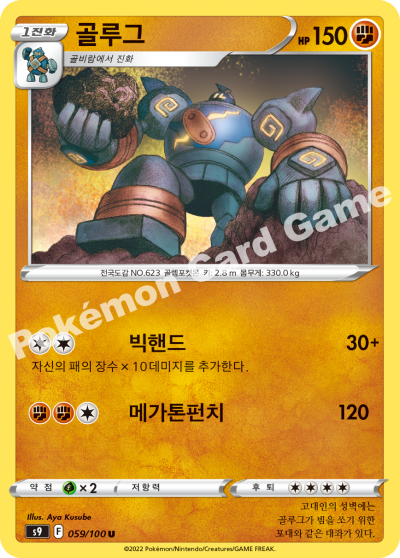 1진화
골루그
HP 150
골비람에서 진화
전국도감 NO.623 골렘포켓몬 키: 2.8 m 몸무게: 330.0 kg
빅핸드 30+
자신의 패의 장수 × 10데미지를 추가한다.
메가톤펀치 120
약점 × 2 저항력 후퇴
Illus. Aya Kusube
s9 F 059/100 U
고대인의 성벽에는
골루그가 빔을 쏘기 위한
포대와 같은 대좌가 있다.
©2022 Pokémon/Nintendo/Creatures/GAME FREAK.
Pokémon Card Game